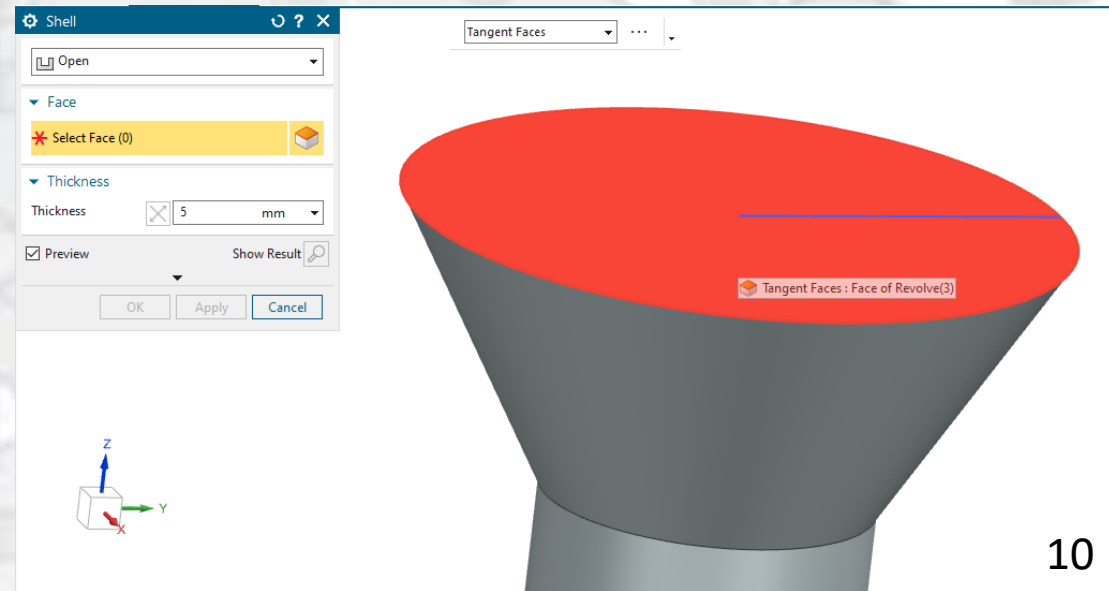 Shell
?
Tangent Faces
...
Open
Face
Select Face (0)
Thickness
Thickness
5
mm
Preview
Show Result
OK
Apply
Cancel
Tangent Faces : Face of Revolve(3)
Z
Y
X
10